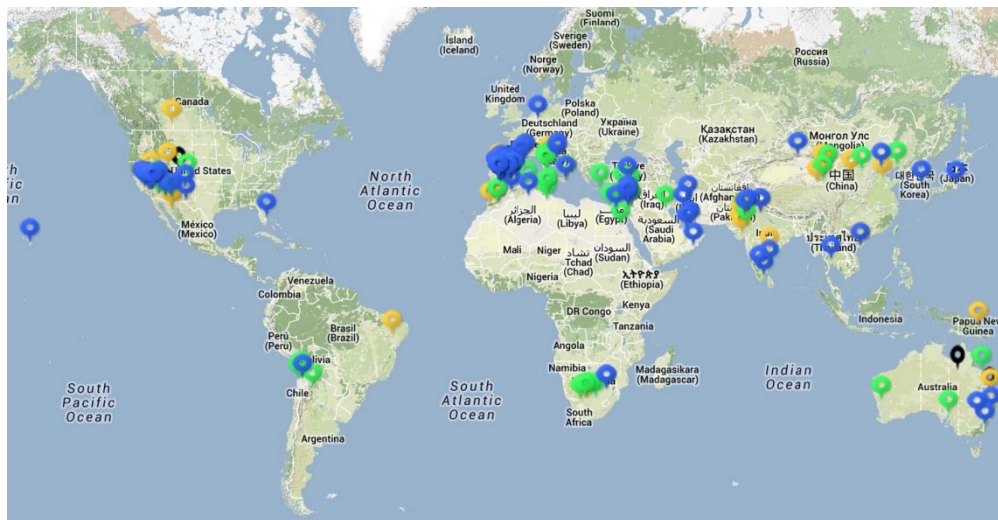 Suomi
(Finland)
Ísland
(Iceland)
Sverige
(Sweden)
Norge
(Norway)
Россия
(Russia)
United
Kingdom
Polska
(Poland)
Canada
Deutschland
(Germany)
Україна
(Ukraine)
Қазақстан
(Kazakhstan)
Монгол Улс
(Mongolia)
United States
中国
(China)
(South
Korea)
(Japan)
North
Atlantic
Ocean
الجزائر
(Algeria)
ليبيا
(Libya)
(Egypt)
(Iraq)
السعودية
(Saudi
Arabia)
México
(Mexico)
Mali
Niger
Tchad
(Chad)
السودان
(Sudan)
(Thailand)
Nigeria
ኢትዮጵያ
(Ethiopia)
Venezuela
Colombia
Kenya
DR Congo
Tanzania
Indonesia
Papua New
Guinea
Perú
(Peru)
Brasil
(Brazil)
Angola
Namibia
Madagasikara
(Madagascar)
Indian
Ocean
Australia
South
Pacific
Ocean
Chile
South
Atlantic
Ocean
South
Africa
Argentina